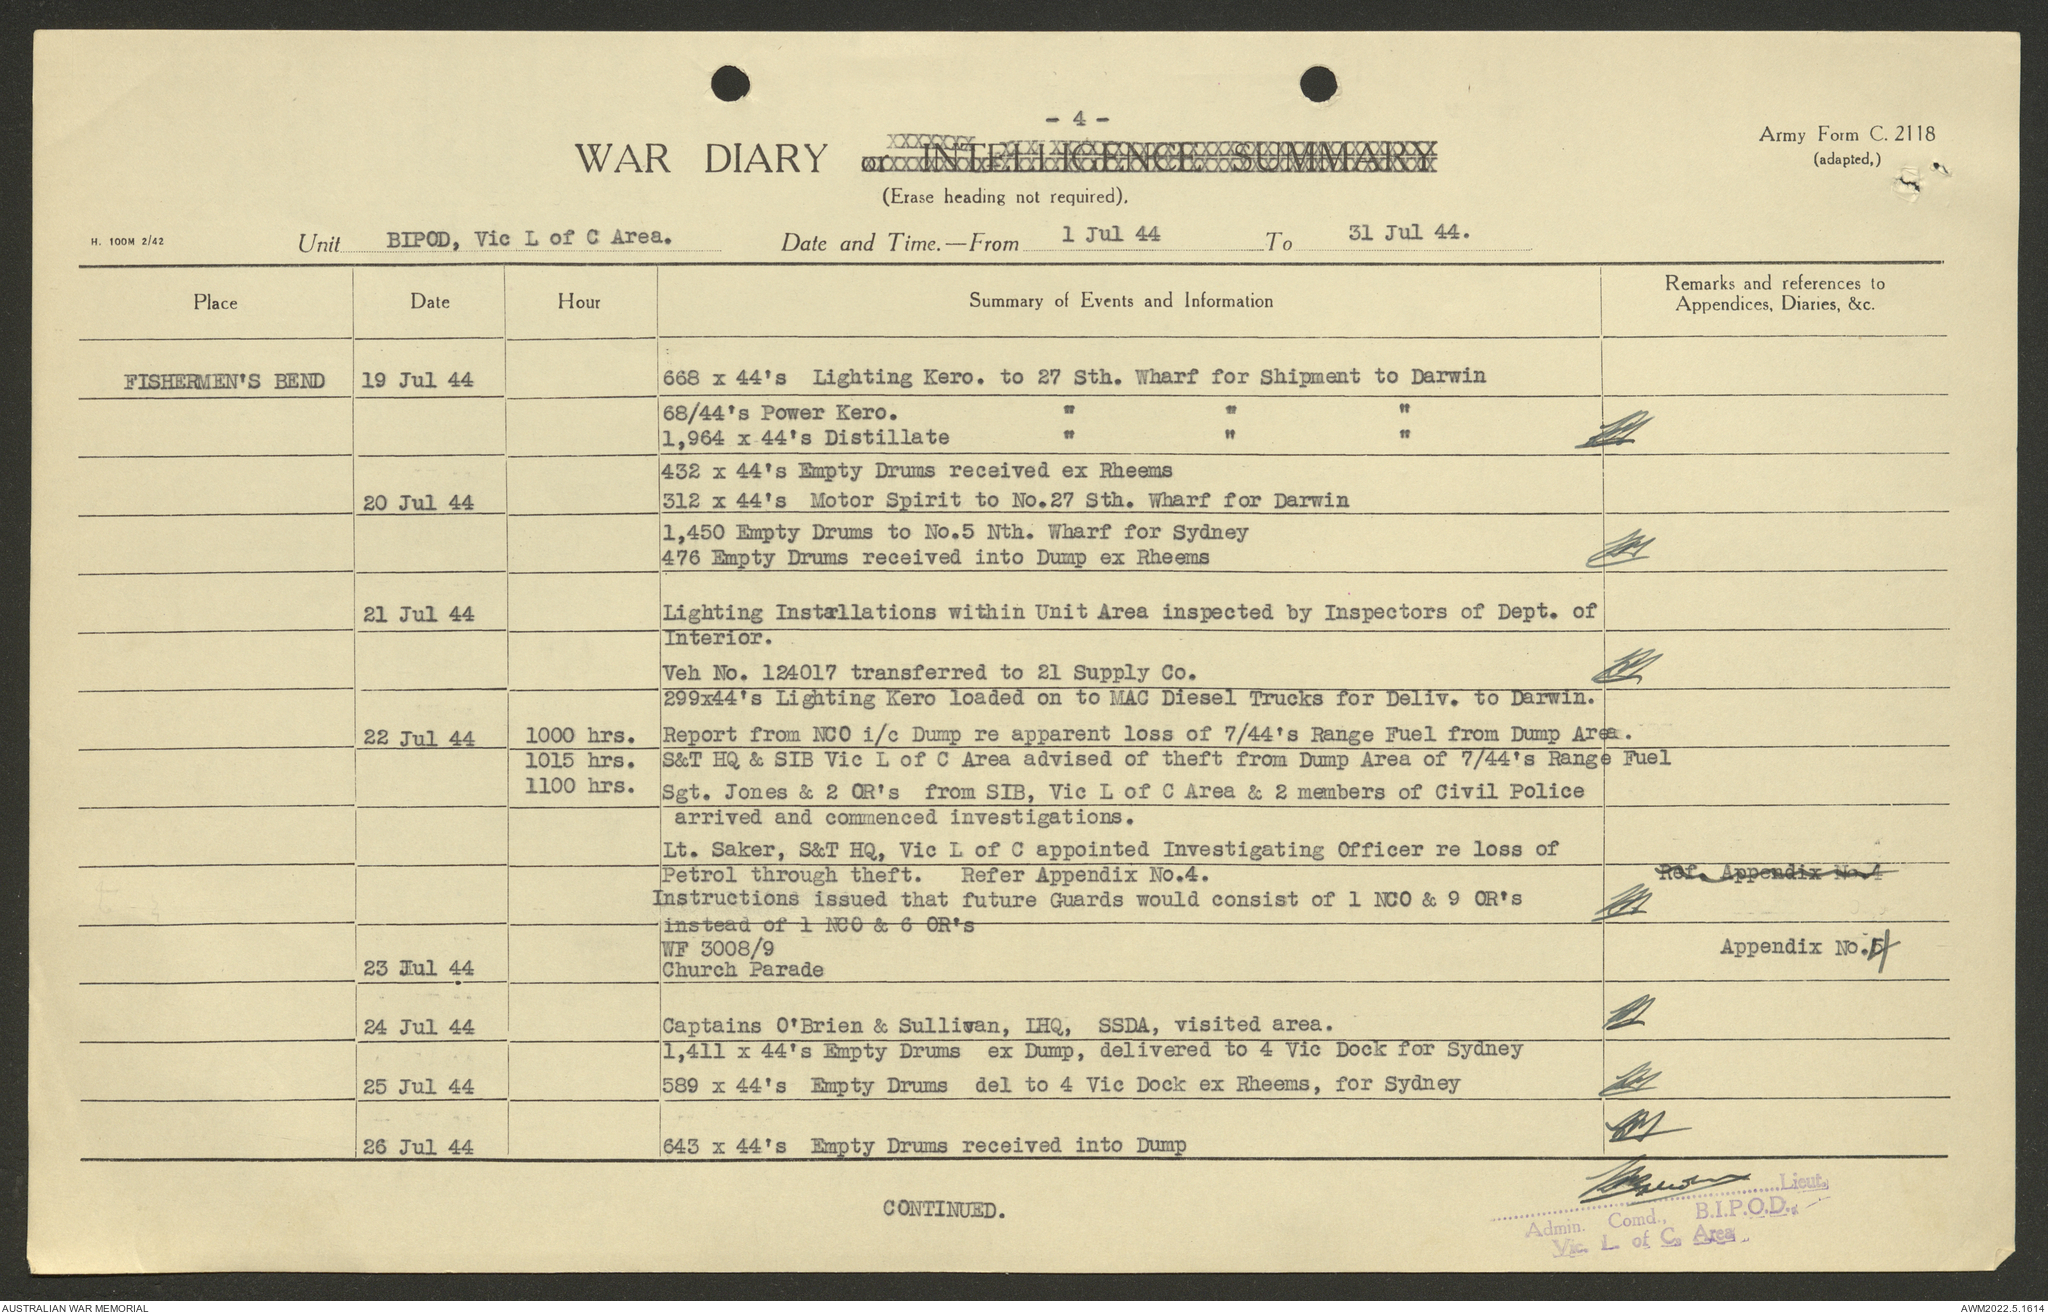 - 4 -
WAR DIARY or INTELLIGENCE SUMMARY
(Erase heading not required).
Army Form C. 2118
(adapted,)
H. 100M 2/42
Unit BIPOD, Vic L of C Area. Date and Time.—From 1 Jul 44 To 31 Jul 44.
Place Date Hour Summary of Events and Information Remarks and references to Appendices, Diaries, &c.
FISHERMEN'S BEND 19 Jul 44 668 x 44's Lighting Kero. to 27 Sth. Wharf for Shipment to Darwin
68/44's Power Kero. " " "
1,964 x 44's Distillate " " "
432 x 44's Empty Drums received ex Rheems
20 Jul 44 312 x 44's Motor Spirit to No.27 Sth. Wharf for Darwin
1,450 Empty Drums to No.5 Nth. Wharf for Sydney
476 Empty Drums received into Dump ex Rheems
21 Jul 44 Lighting Installations within Unit Area inspected by Inspectors of Dept. of
Interior.
Veh No. 124017 transferred to 21 Supply Co.
299x44's Lighting Kero loaded on to MAC Diesel Trucks for Deliv. to Darwin.
22 Jul 44 1000 hrs. Report from NCO i/c Dump re apparent loss of 7/44's Range Fuel from Dump Area.
1015 hrs. S&T HQ & SIB Vic L of C Area advised of theft from Dump Area of 7/44's Range Fuel
1100 hrs. Sgt. Jones & 2 OR's from SIB, Vic L of C Area & 2 members of Civil Police
arrived and commenced investigations.
Lt. Saker, S&T HQ, Vic L of C appointed Investigating Officer re loss of
Petrol through theft. Refer Appendix No.4. Ref. Appendix No.4
Instructions issued that future Guards would consist of 1 NCO & 9 OR's
instead of 1 NCO & 6 OR's
WF 3008/9 Appendix No.4
23 Jul 44 Church Parade
24 Jul 44 Captains O'Brien & Sullivan, LHQ, SSDA, visited area.
1,411 x 44's Empty Drums ex Dump, delivered to 4 Vic Dock for Sydney
25 Jul 44 589 x 44's Empty Drums del to 4 Vic Dock ex Rheems, for Sydney
26 Jul 44 643 x 44's Empty Drums received into Dump
CONTINUED.
Lieut.
Admin. Comd., B.I.P.O.D.,
Vic. L of C. Area
AUSTRALIAN WAR MEMORIAL
AWM2022.5.1614